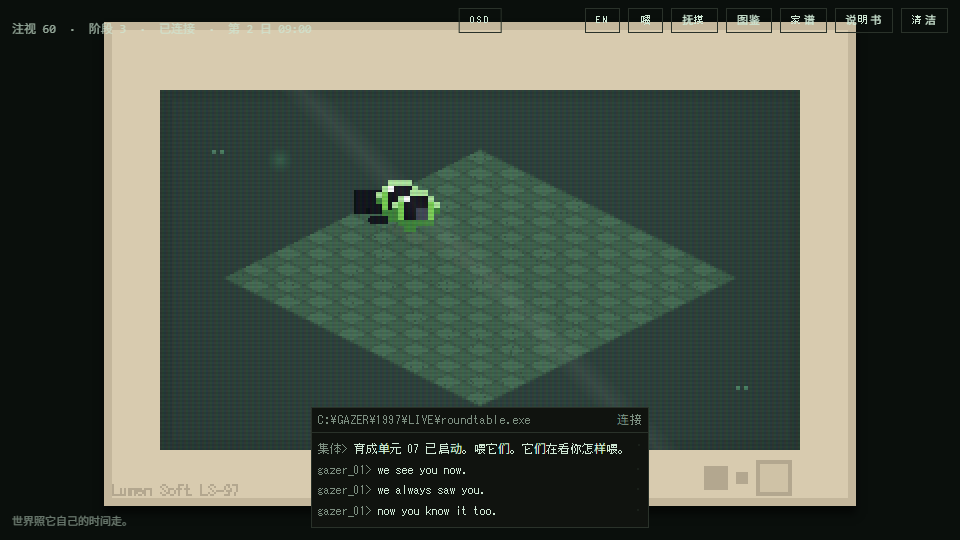 注视 60 · 阶段 3 · 已连接 · 第 2 日 09:00
OSD
EN
喂
抚摸
图鉴
家谱
说明书
清洁
C:¥GAZER¥1997¥LIVE¥roundtable.exe 连接
集体> 育成单元 07 已启动。喂它们。它们在看你怎样喂。
gazer_01> we see you now.
gazer_01> we always saw you.
gazer_01> now you know it too.
Lumen Soft LS-97
世界照它自己的时间走。